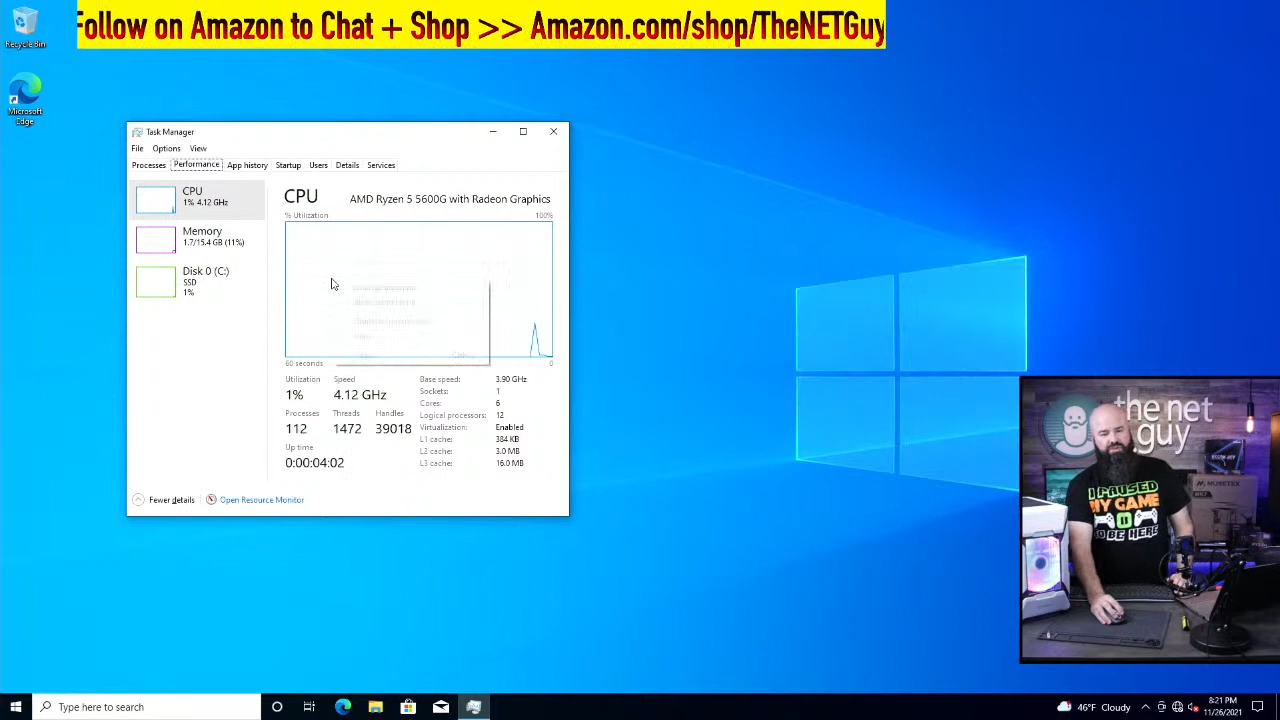 Follow on Amazon to Chat + Shop >> Amazon.com/shop/TheNETGuy
Recycle Bin
Microsoft
Edge
Task Manager
File Options View
Processes Performance App history Startup Users Details Services
CPU
1% 4.12 GHz
Memory
1.7/15.4 GB (11%)
Disk 0 (C:)
SSD
1%
CPU AMD Ryzen 5 5600G with Radeon Graphics
% Utilization 100%
60 seconds 0
Utilization Speed
1% 4.12 GHz
Processes Threads Handles
112 1472 39018
Up time
0:00:04:02
Base speed: 3.90 GHz
Sockets: 1
Cores: 6
Logical processors: 12
Virtualization: Enabled
L1 cache: 384 KB
L2 cache: 3.0 MB
L3 cache: 16.0 MB
Fewer details Open Resource Monitor
the net
guy
I PAUSED
MY GAME
TO BE HERE
Type here to search
46°F Cloudy
8:21 PM
11/26/2021